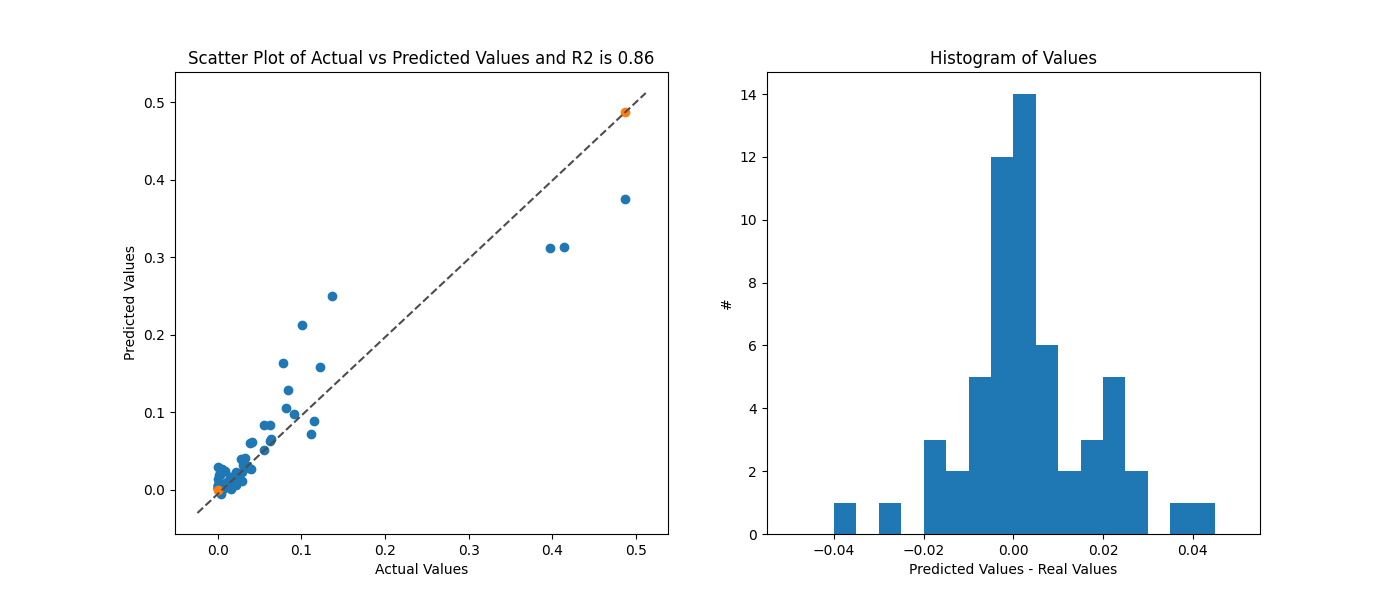 Scatter Plot of Actual vs Predicted Values and R2 is 0.86
0.5
0.4
0.3
0.2
0.1
0.0
Predicted Values
0.0 0.1 0.2 0.3 0.4 0.5
Actual Values
Histogram of Values
14
12
10
8
6
4
2
0
#
−0.04 −0.02 0.00 0.02 0.04
Predicted Values - Real Values